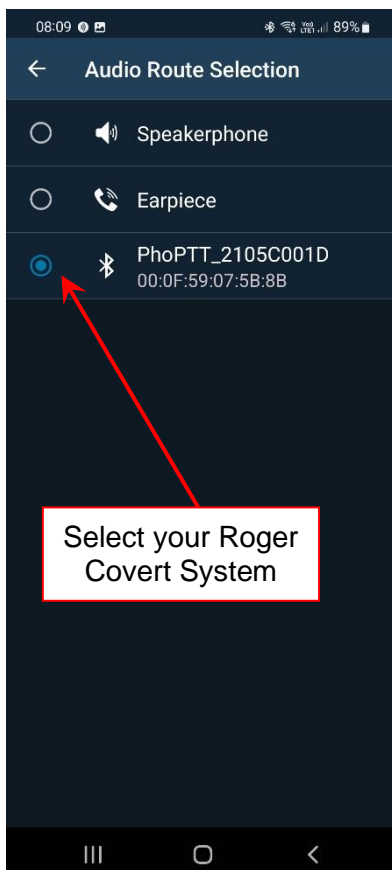 08:09 89%
Audio Route Selection
Speakerphone
Earpiece
PhoPTT_2105C001D
00:0F:59:07:5B:8B
Select your Roger
Covert System